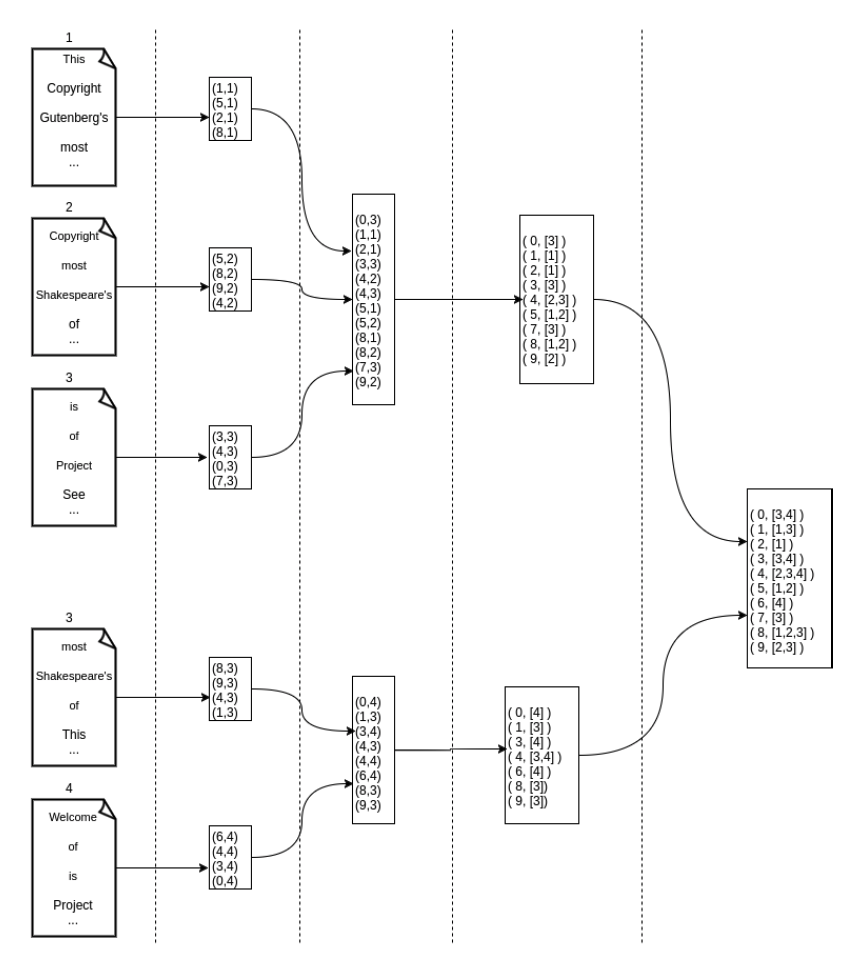 1
This
Copyright
Gutenberg's
most
...
(1,1)
(5,1)
(2,1)
(8,1)
2
Copyright
most
Shakespeare's
of
...
(5,2)
(8,2)
(9,2)
(4,2)
3
is
of
Project
See
...
(3,3)
(4,3)
(0,3)
(7,3)
(0,3)
(1,1)
(2,1)
(3,3)
(4,2)
(4,3)
(5,1)
(5,2)
(8,1)
(8,2)
(7,3)
(9,2)
( 0, [3] )
( 1, [1] )
( 2, [1] )
( 3, [3] )
( 4, [2,3] )
( 5, [1,2] )
( 7, [3] )
( 8, [1,2] )
( 9, [2] )
3
most
Shakespeare's
of
This
...
(8,3)
(9,3)
(4,3)
(1,3)
4
Welcome
of
is
Project
...
(6,4)
(4,4)
(3,4)
(0,4)
(0,4)
(1,3)
(3,4)
(4,3)
(4,4)
(6,4)
(8,3)
(9,3)
( 0, [4] )
( 1, [3] )
( 3, [4] )
( 4, [3,4] )
( 6, [4] )
( 8, [3])
( 9, [3])
( 0, [3,4] )
( 1, [1,3] )
( 2, [1] )
( 3, [3,4] )
( 4, [2,3,4] )
( 5, [1,2] )
( 6, [4] )
( 7, [3] )
( 8, [1,2,3] )
( 9, [2,3] )